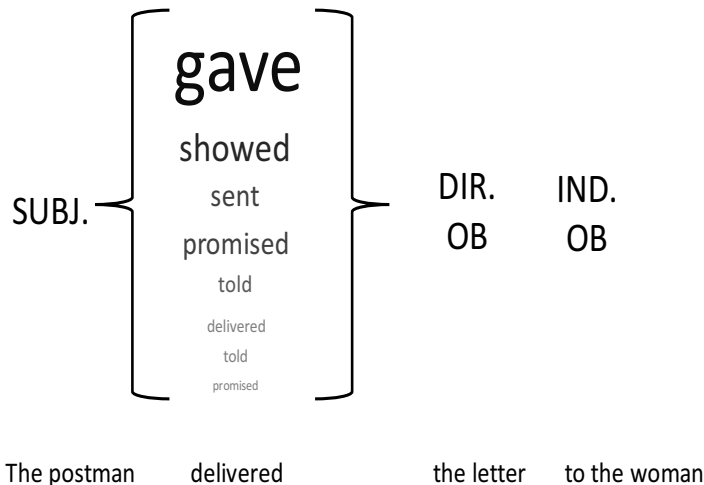 gave
showed
sent
SUBJ.
promised
told
delivered
told
promised
DIR. IND.
OB OB
The postman delivered the letter to the woman